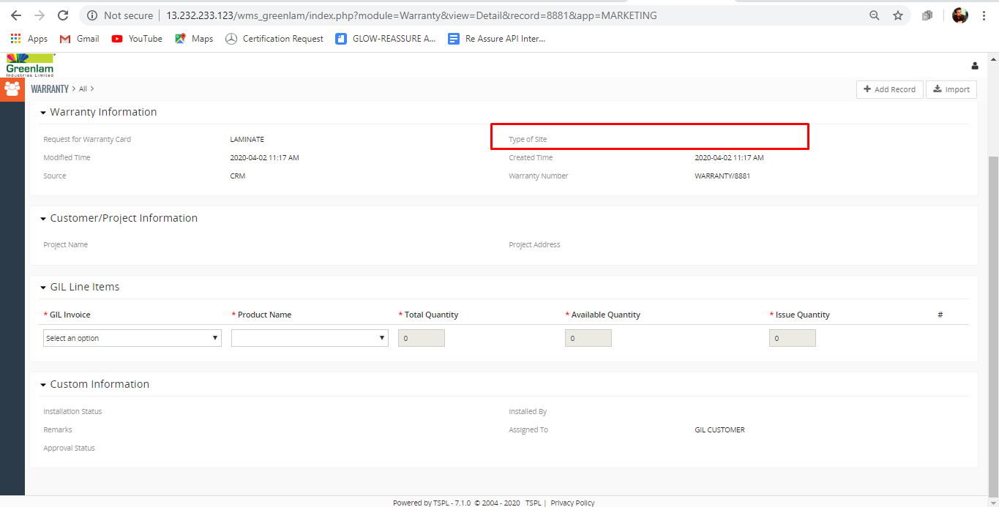 Not secure | 13.232.233.123/wms_greenlam/index.php?module=Warranty&view=Detail&record=8881&app=MARKETING
Apps Gmail YouTube Maps Certification Request GLOW-REASSURE A... Re Assure API Inter...
Greenlam
Industries Limited
WARRANTY > All >
+ Add Record Import
Warranty Information
Request for Warranty Card LAMINATE Type of Site
Modified Time 2020-04-02 11:17 AM Created Time 2020-04-02 11:17 AM
Source CRM Warranty Number WARRANTY/8881
Customer/Project Information
Project Name Project Address
GIL Line Items
* GIL Invoice * Product Name * Total Quantity * Available Quantity * Issue Quantity #
Select an option 0 0 0
Custom Information
Installation Status Installed By
Remarks Assigned To GIL CUSTOMER
Approval Status
Powered by TSPL - 7.1.0 © 2004 - 2020 TSPL | Privacy Policy